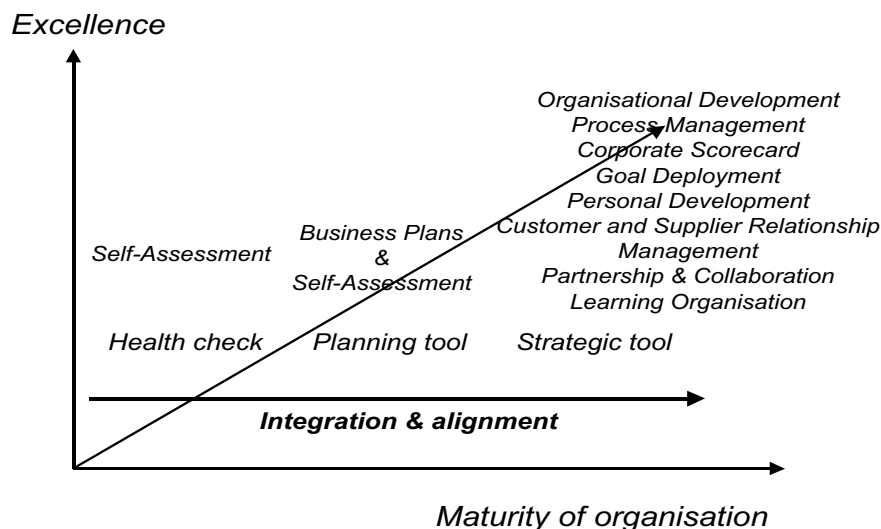 Excellence
Organisational Development
Process Management
Corporate Scorecard
Goal Deployment
Personal Development
Customer and Supplier Relationship
Management
Partnership & Collaboration
Learning Organisation
Business Plans
&
Self-Assessment
Self-Assessment
Health check
Planning tool
Strategic tool
Integration & alignment
Maturity of organisation